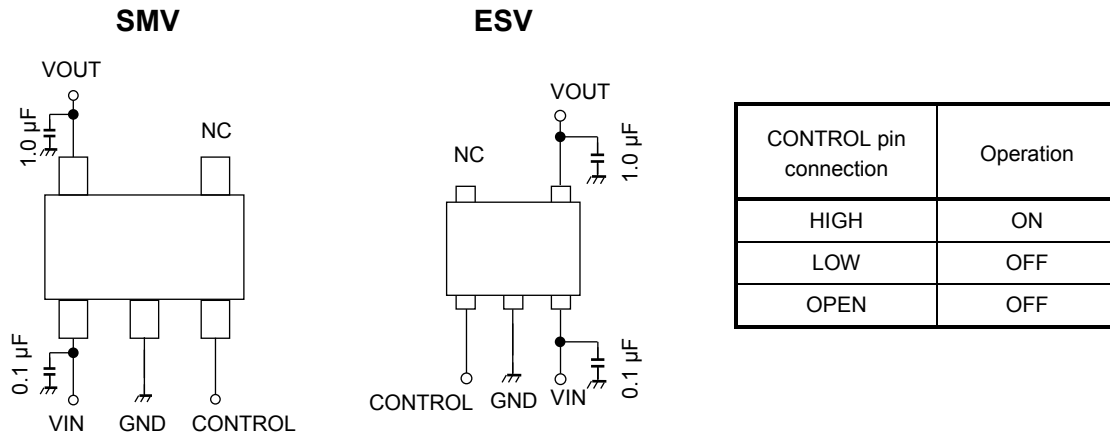 SMV
VOUT
1.0 µF
NC
0.1 µF
VIN
GND
CONTROL
ESV
VOUT
NC
1.0 µF
0.1 µF
CONTROL
GND
VIN
CONTROL pin
connection
Operation
HIGH
ON
LOW
OFF
OPEN
OFF